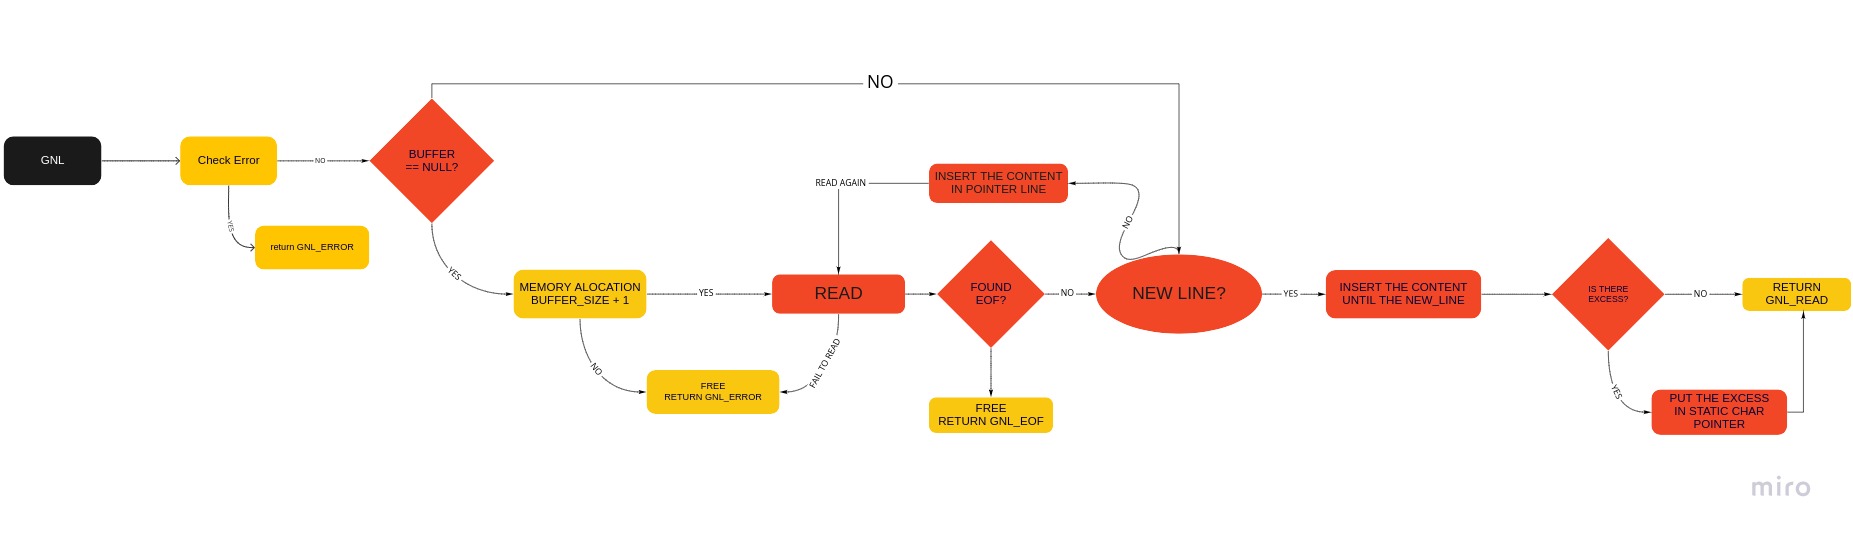 NO
GNL
Check Error
NO
BUFFER
== NULL?
YES
return GNL_ERROR
READ AGAIN
INSERT THE CONTENT
IN POINTER LINE
NO
YES
MEMORY ALOCATION
BUFFER_SIZE + 1
YES
READ
FOUND
EOF?
NO
NEW LINE?
YES
INSERT THE CONTENT
UNTIL THE NEW_LINE
IS THERE
EXCESS?
NO
RETURN
GNL_READ
NO
FREE
RETURN GNL_ERROR
FAIL TO READ
FREE
RETURN GNL_EOF
YES
PUT THE EXCESS
IN STATIC CHAR
POINTER
miro